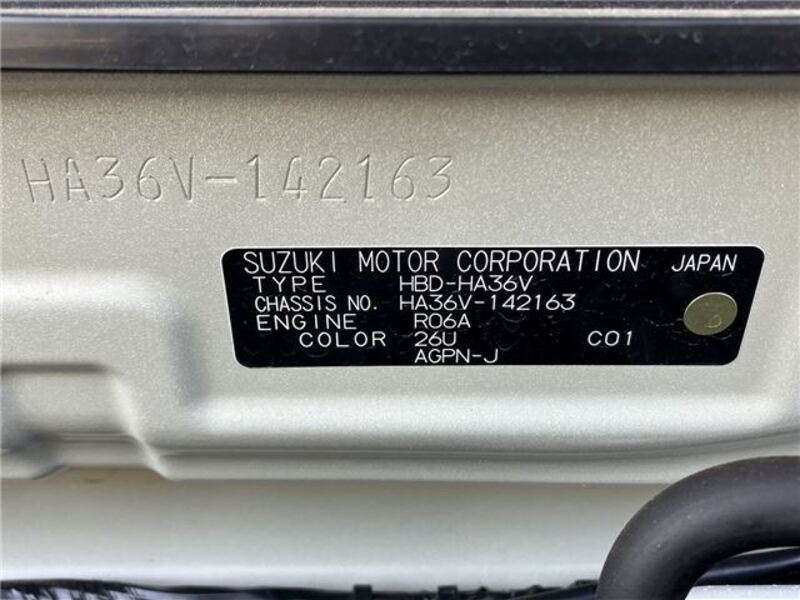 HA36V-142163
SUZUKI MOTOR CORPORATION JAPAN
TYPE HBD-HA36V
CHASSIS NO. HA36V-142163
ENGINE R06A
COLOR 26U C01
AGPN-J